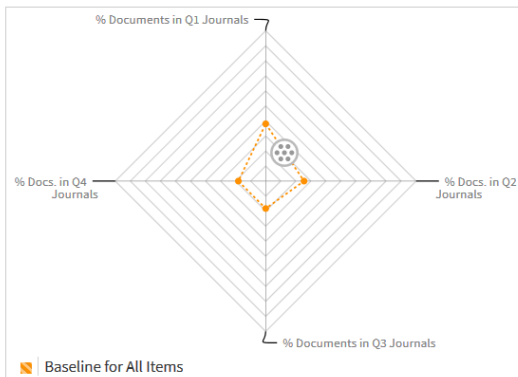 % Documents in Q1 Journals
% Docs. in Q4
Journals
% Docs. in Q2
Journals
% Documents in Q3 Journals
Baseline for All Items